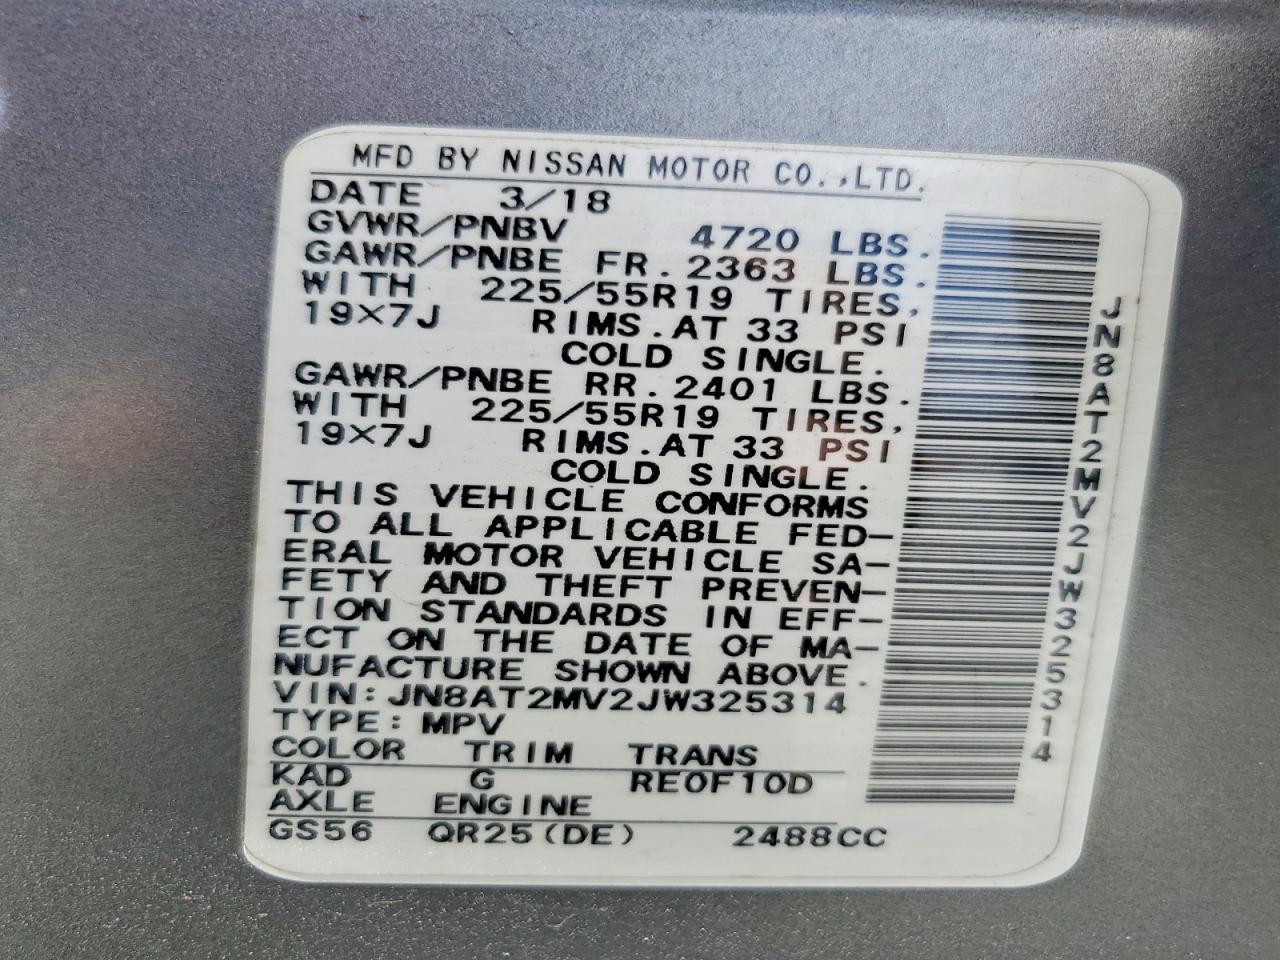 MFD BY NISSAN MOTOR CO.,LTD.
DATE 3/18
GVWR/PNBV 4720 LBS.
GAWR/PNBE FR. 2363 LBS.
WITH 225/55R19 TIRES,
19X7J RIMS.AT 33 PSI
COLD SINGLE.
GAWR/PNBE RR. 2401 LBS.
WITH 225/55R19 TIRES,
19X7J RIMS.AT 33 PSI
COLD SINGLE.
THIS VEHICLE CONFORMS
TO ALL APPLICABLE FED-
ERAL MOTOR VEHICLE SA-
FETY AND THEFT PREVEN-
TION STANDARDS IN EFF-
ECT ON THE DATE OF MA-
NUFACTURE SHOWN ABOVE.
VIN: JN8AT2MV2JW325314
TYPE: MPV
COLOR TRIM TRANS
KAD G RE0F10D
AXLE ENGINE
GS56 QR25(DE) 2488CC
JN8AT2MV2JW325314